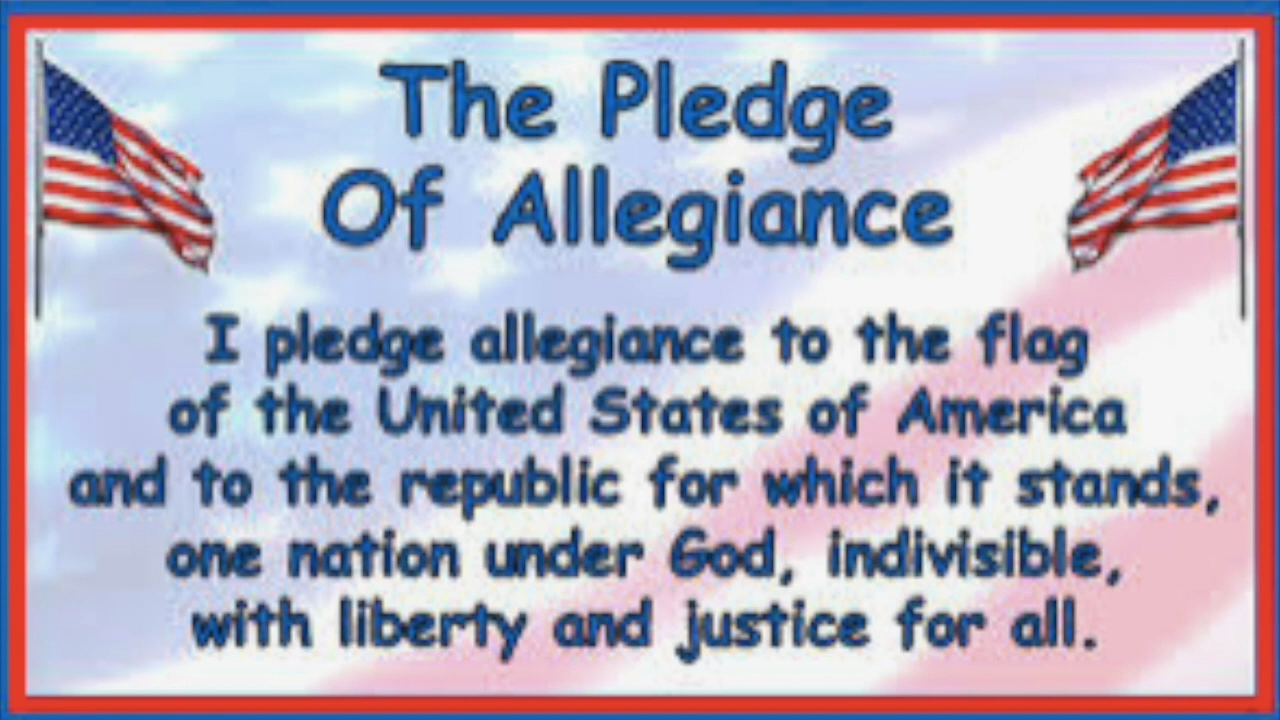 The Pledge
Of Allegiance
I pledge allegiance to the flag
of the United States of America
and to the republic for which it stands,
one nation under God, indivisible,
with liberty and justice for all.